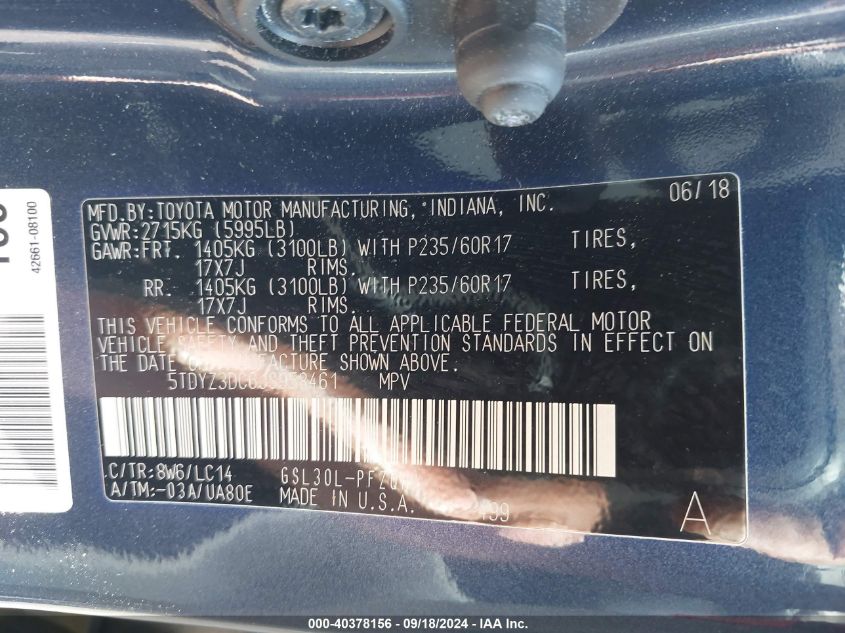 MFD.BY:TOYOTA MOTOR MANUFACTURING, INDIANA, INC. 06/18
GVWR:2715KG (5995LB)
GAWR:FRT. 1405KG (3100LB) WITH P235/60R17 TIRES,
17X7J RIMS.
RR. 1405KG (3100LB) WITH P235/60R17 TIRES,
17X7J RIMS.
THIS VEHICLE CONFORMS TO ALL APPLICABLE FEDERAL MOTOR
VEHICLE SAFETY AND THEFT PREVENTION STANDARDS IN EFFECT ON
THE DATE OF MANUFACTURE SHOWN ABOVE.
MPV
C/TR:8W6/LC14
A/TM:-03A/UA80E
MADE IN U.S.A.
A
42661-08100
000-40378156 - 09/18/2024 - IAA Inc.